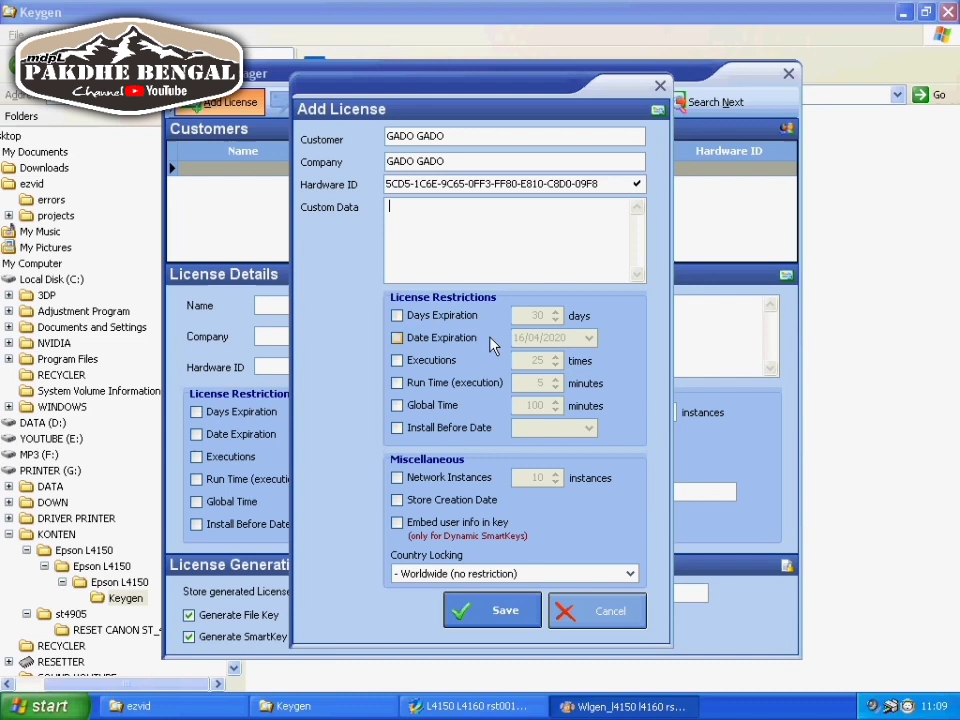 Keygen
mdpL
PAKDHE BENGAL
Channel YouTube
Go
Folders
ktop
My Documents
Downloads
ezvid
errors
projects
My Music
My Pictures
My Computer
Local Disk (C:)
3DP
Adjustment Program
Documents and Settings
NVIDIA
Program Files
RECYCLER
System Volume Information
WINDOWS
DATA (D:)
YOUTUBE (E:)
MP3 (F:)
PRINTER (G:)
DATA
DOWN
DRIVER PRINTER
KONTEN
Epson L4150
Epson L4150
Epson L4150
Keygen
st4905
RESET CANON ST_4
RECYCLER
RESETTER
ager
Add License
Search Next
Customers
Name
Hardware ID
License Details
Name
Company
Hardware ID
License Restriction
Days Expiration
Date Expiration
Executions
Run Time (executi
Global Time
Install Before Date
instances
License Generati
Store generated License
Generate File Key
Generate SmartKey
Add License
Customer GADO GADO
Company GADO GADO
Hardware ID 5CD5-1C6E-9C65-0FF3-FF80-E810-C8D0-09F8
Custom Data
License Restrictions
Days Expiration 30 days
Date Expiration 16/04/2020
Executions 25 times
Run Time (execution) 5 minutes
Global Time 100 minutes
Install Before Date
Miscellaneous
Network Instances 10 instances
Store Creation Date
Embed user info in key
(only for Dynamic SmartKeys)
Country Locking
- Worldwide (no restriction)
Save
Cancel
start
ezvid
Keygen
L4150 L4160 rst001...
Wlgen_l4150 l4160 rs...
11:09